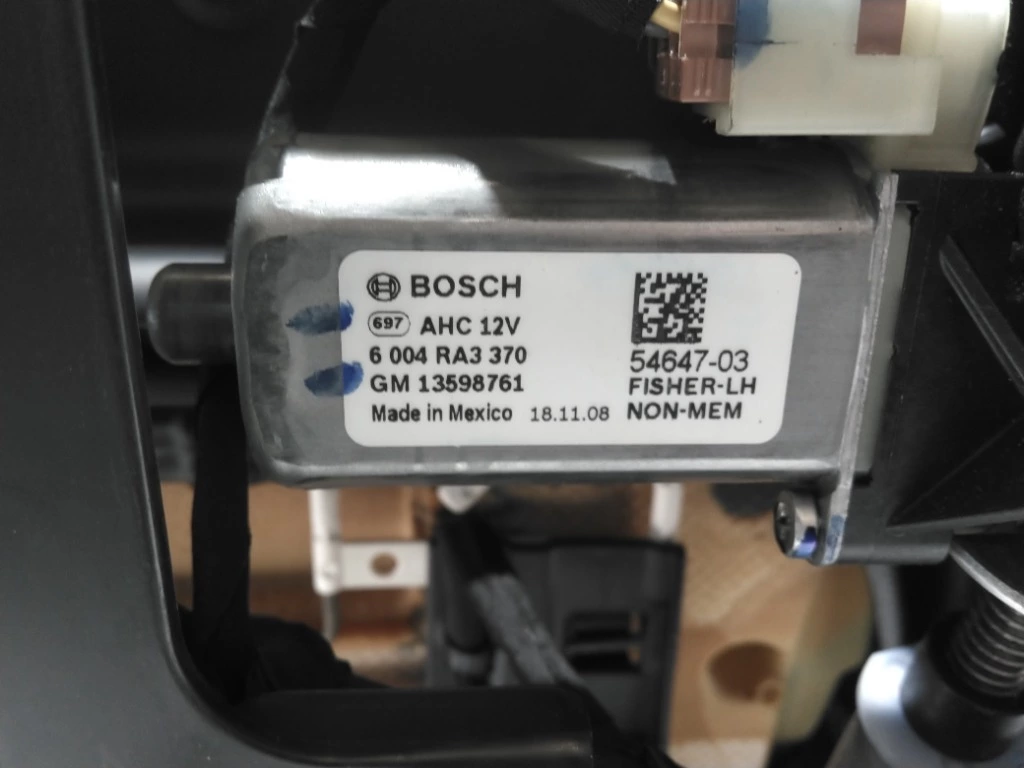 BOSCH
697 AHC 12V
6 004 RA3 370
GM 13598761
Made in Mexico 18.11.08
54647-03
FISHER-LH
NON-MEM